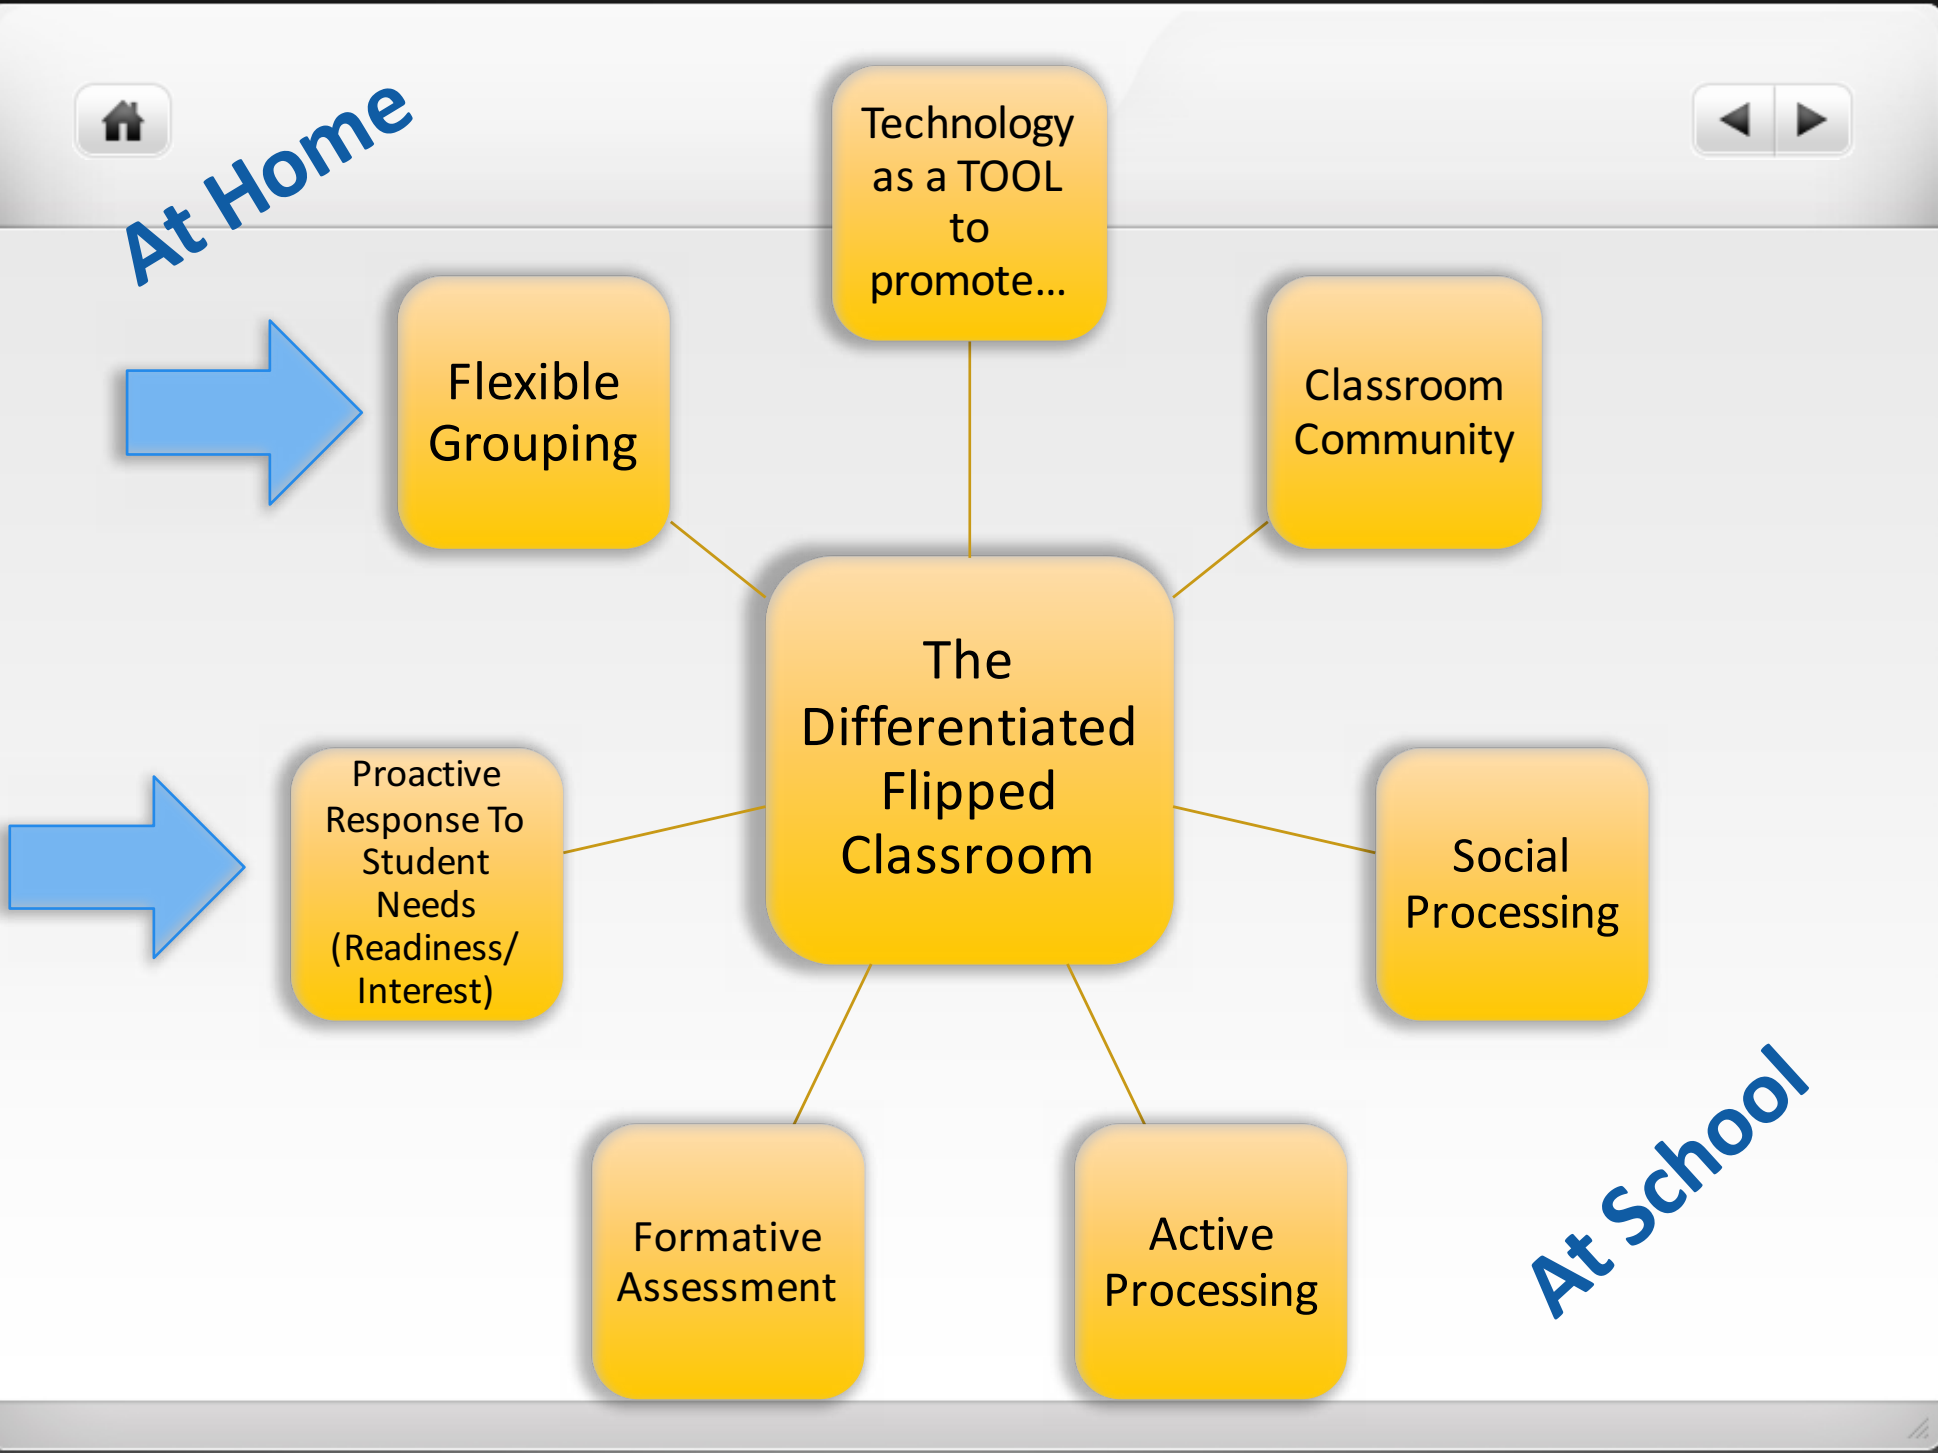 At Home
Technology
as a TOOL
to
promote...
Flexible
Grouping
Classroom
Community
The
Differentiated
Flipped
Classroom
Proactive
Response To
Student
Needs
(Readiness/
Interest)
Social
Processing
Formative
Assessment
Active
Processing
At School